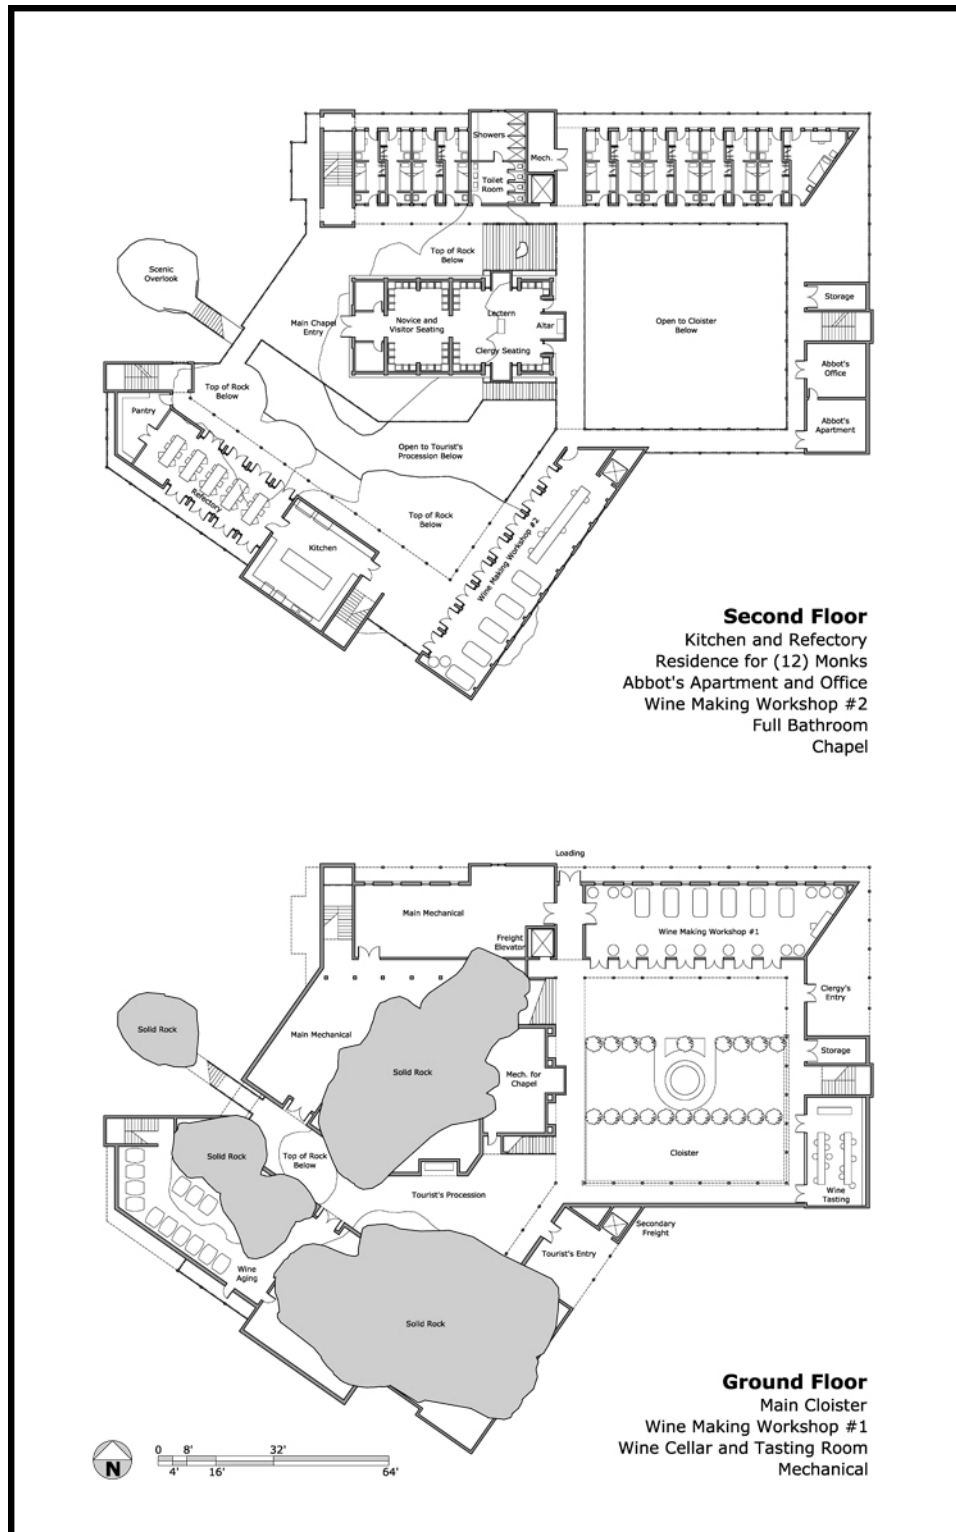 Showers
Mech.
Toilet
Room
Top of Rock
Below
Scenic
Overlook
Storage
Main Chapel
Entry
Novice and
Visitor Seating
Lectern
Altar
Clergy Seating
Open to Cloister
Below
Abbot's
Office
Top of Rock
Below
Pantry
Abbot's
Apartment
Open to Tourist's
Procession Below
Refectory
Top of Rock
Below
Wine Making Workshop #2
Kitchen
Second Floor
Kitchen and Refectory
Residence for (12) Monks
Abbot's Apartment and Office
Wine Making Workshop #2
Full Bathroom
Chapel
Loading
Main Mechanical
Wine Making Workshop #1
Freight
Elevator
Clergy's
Entry
Solid Rock
Main Mechanical
Storage
Solid Rock
Mech. for
Chapel
Solid Rock
Top of Rock
Below
Cloister
Tourist's Procession
Wine
Tasting
Secondary
Freight
Tourist's Entry
Wine
Aging
Solid Rock
Ground Floor
Main Cloister
Wine Making Workshop #1
Wine Cellar and Tasting Room
Mechanical
N
0 8' 32'
4' 16' 64'